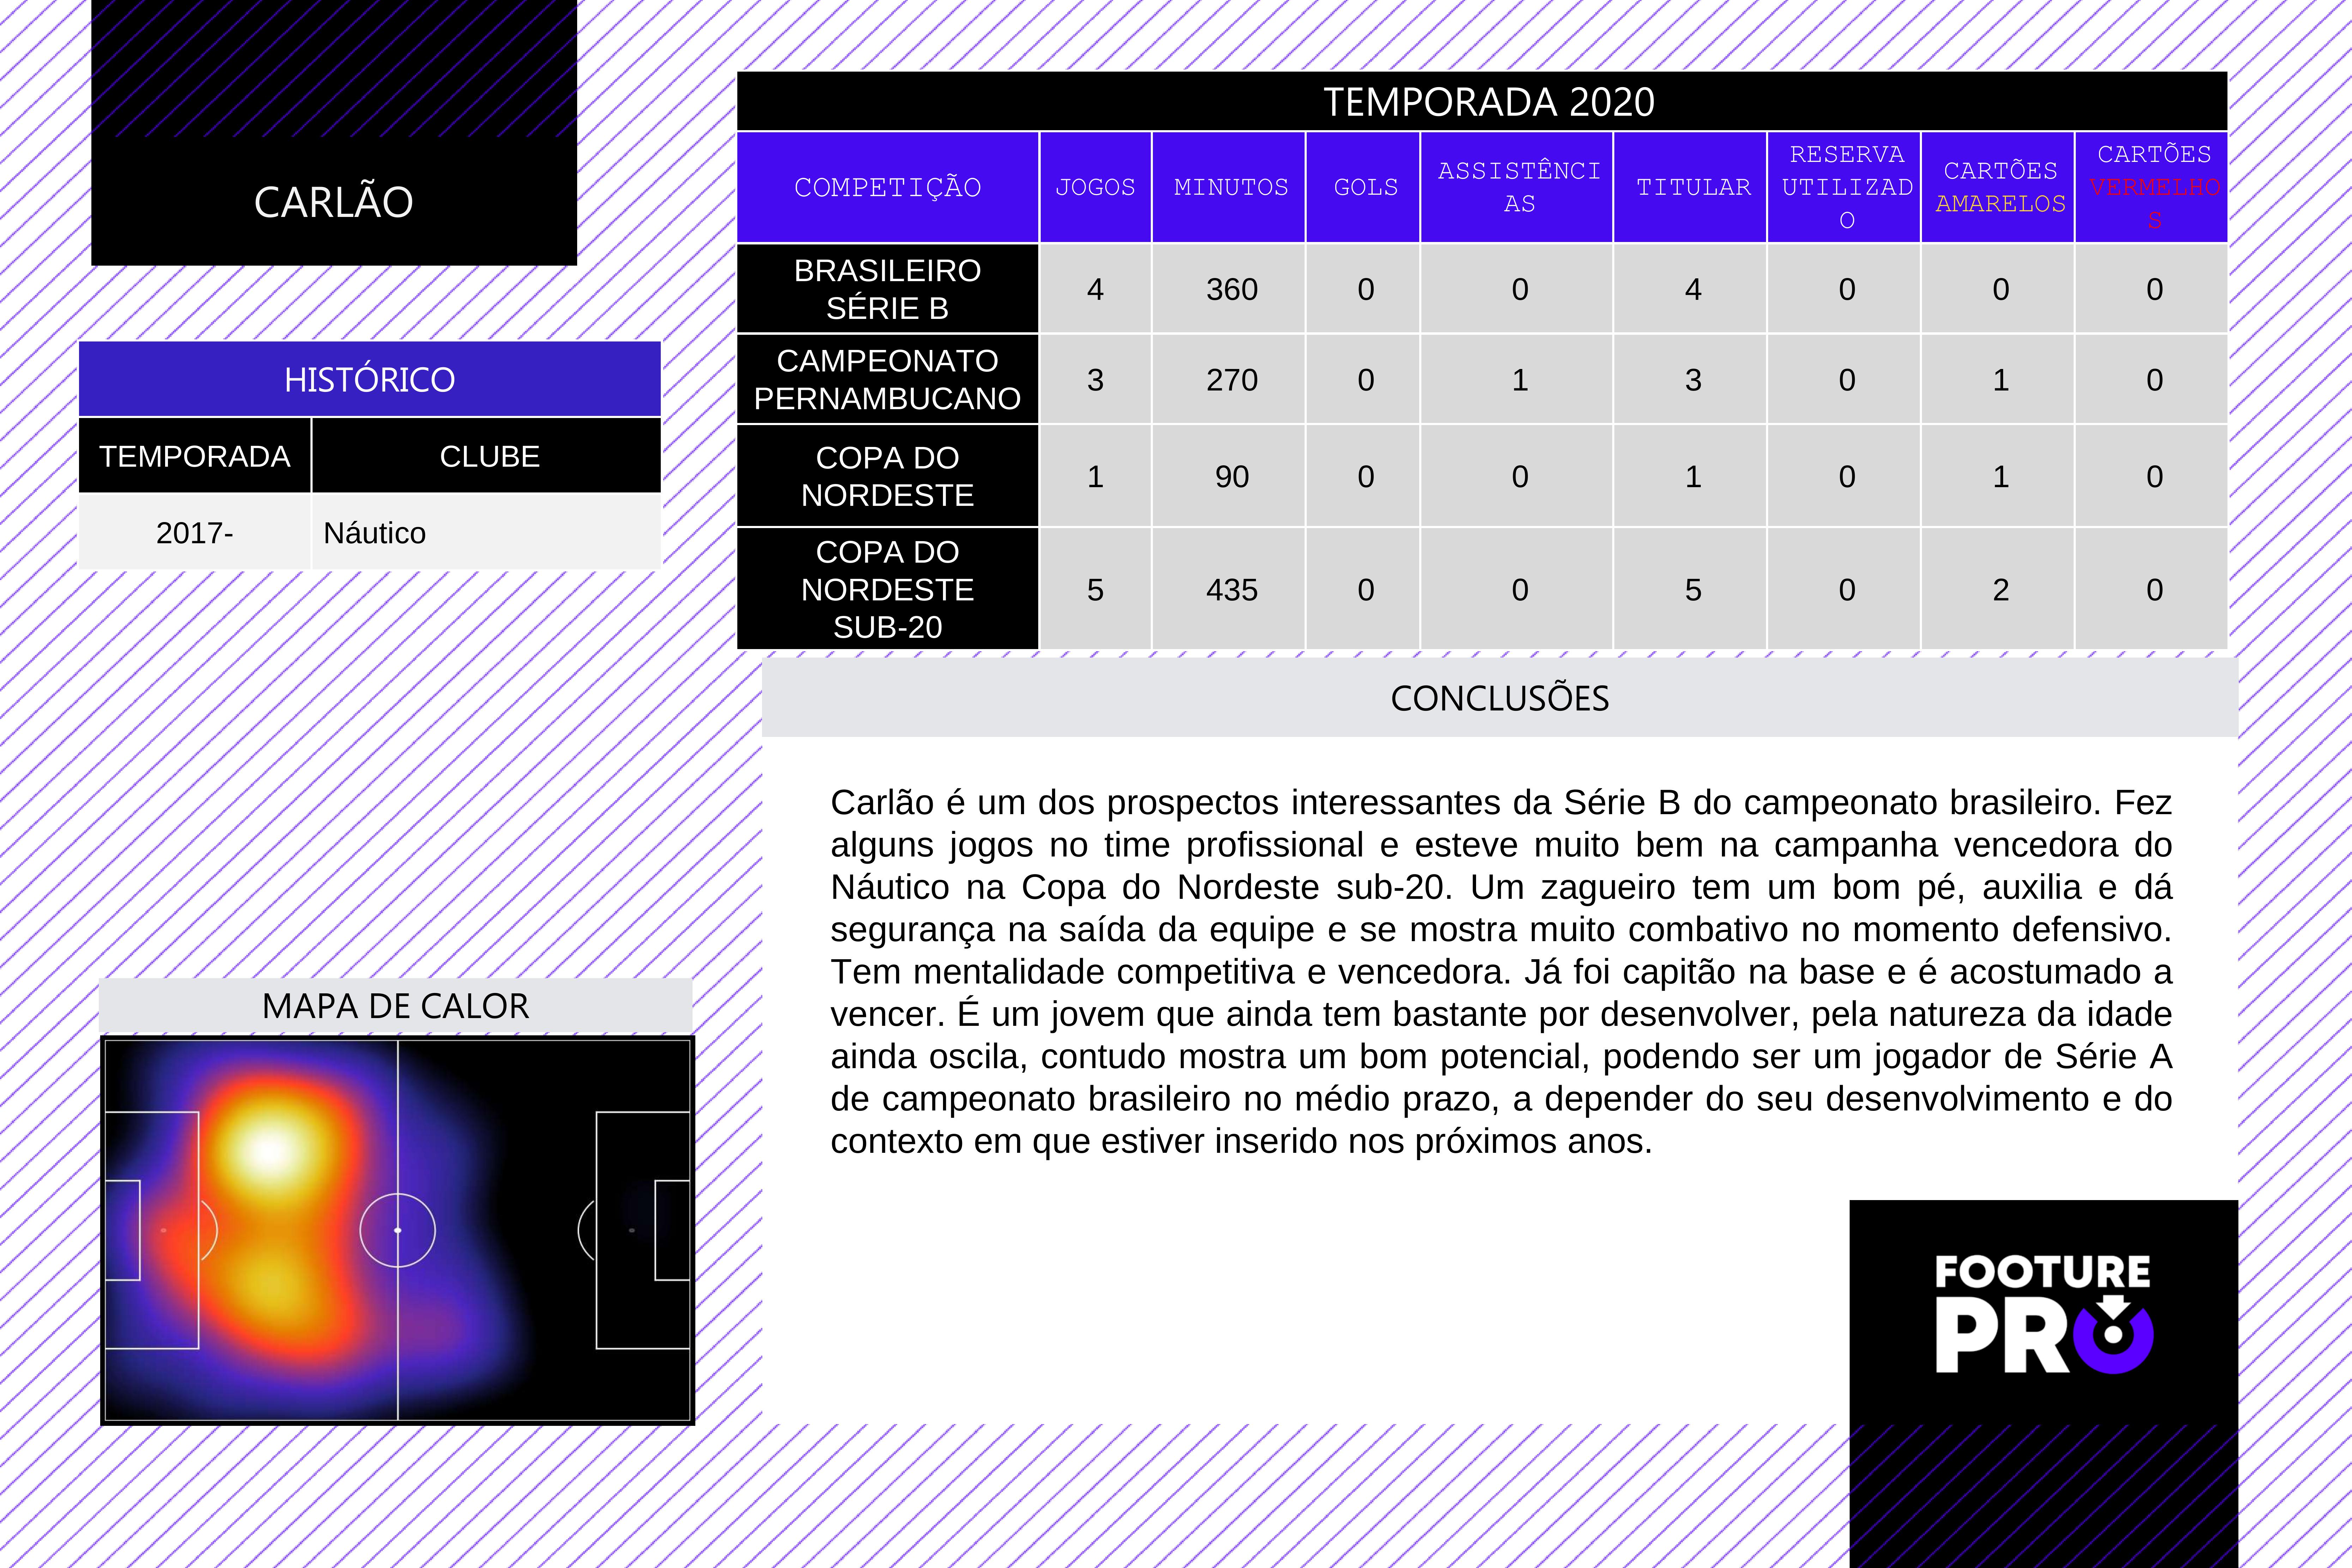 CARLÃO
HISTÓRICO
TEMPORADA CLUBE
2017- Náutico
TEMPORADA 2020
COMPETIÇÃO JOGOS MINUTOS GOLS ASSISTÊNCIAS TITULAR RESERVA UTILIZADO CARTÕES AMARELOS CARTÕES VERMELHOS
BRASILEIRO SÉRIE B 4 360 0 0 4 0 0 0
CAMPEONATO PERNAMBUCANO 3 270 0 1 3 0 1 0
COPA DO NORDESTE 1 90 0 0 1 0 1 0
COPA DO NORDESTE SUB-20 5 435 0 0 5 0 2 0
CONCLUSÕES
Carlão é um dos prospectos interessantes da Série B do campeonato brasileiro. Fez
alguns jogos no time profissional e esteve muito bem na campanha vencedora do
Náutico na Copa do Nordeste sub-20. Um zagueiro tem um bom pé, auxilia e dá
segurança na saída da equipe e se mostra muito combativo no momento defensivo.
Tem mentalidade competitiva e vencedora. Já foi capitão na base e é acostumado a
vencer. É um jovem que ainda tem bastante por desenvolver, pela natureza da idade
ainda oscila, contudo mostra um bom potencial, podendo ser um jogador de Série A
de campeonato brasileiro no médio prazo, a depender do seu desenvolvimento e do
contexto em que estiver inserido nos próximos anos.
MAPA DE CALOR
FOOTURE
PRO